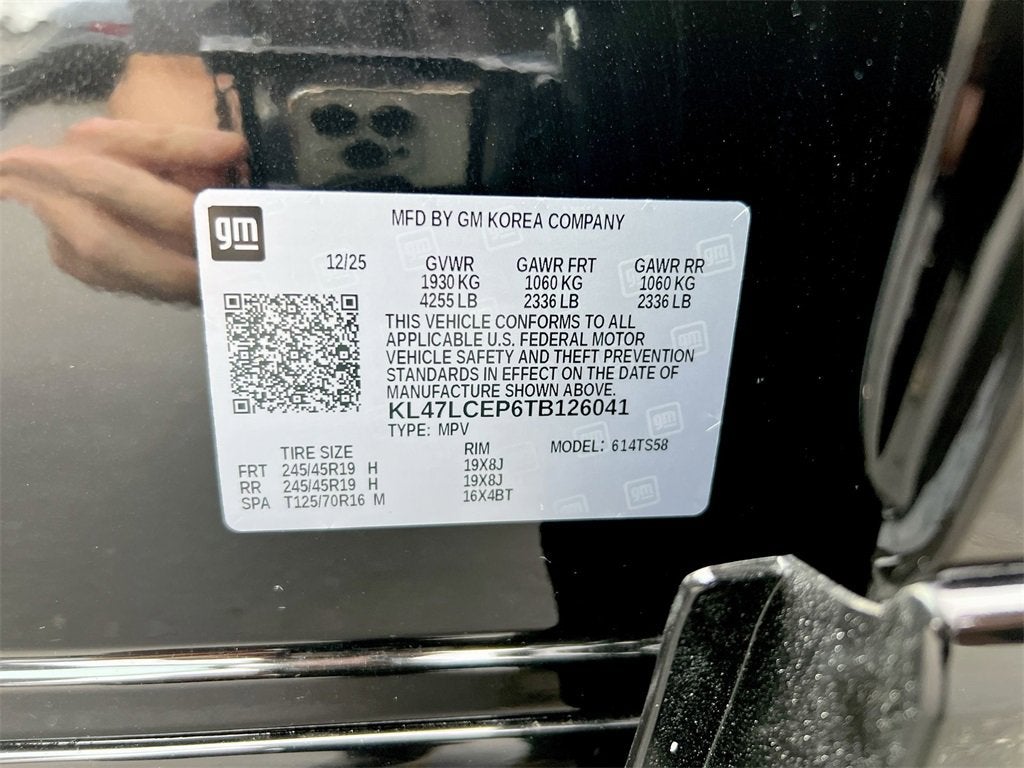 gm
MFD BY GM KOREA COMPANY
12/25 GVWR GAWR FRT GAWR RR
1930 KG 1060 KG 1060 KG
4255 LB 2336 LB 2336 LB
THIS VEHICLE CONFORMS TO ALL
APPLICABLE U.S. FEDERAL MOTOR
VEHICLE SAFETY AND THEFT PREVENTION
STANDARDS IN EFFECT ON THE DATE OF
MANUFACTURE SHOWN ABOVE.
KL47LCEP6TB126041
TYPE: MPV
TIRE SIZE RIM MODEL: 614TS58
FRT 245/45R19 H 19X8J
RR 245/45R19 H 19X8J
SPA T125/70R16 M 16X4BT